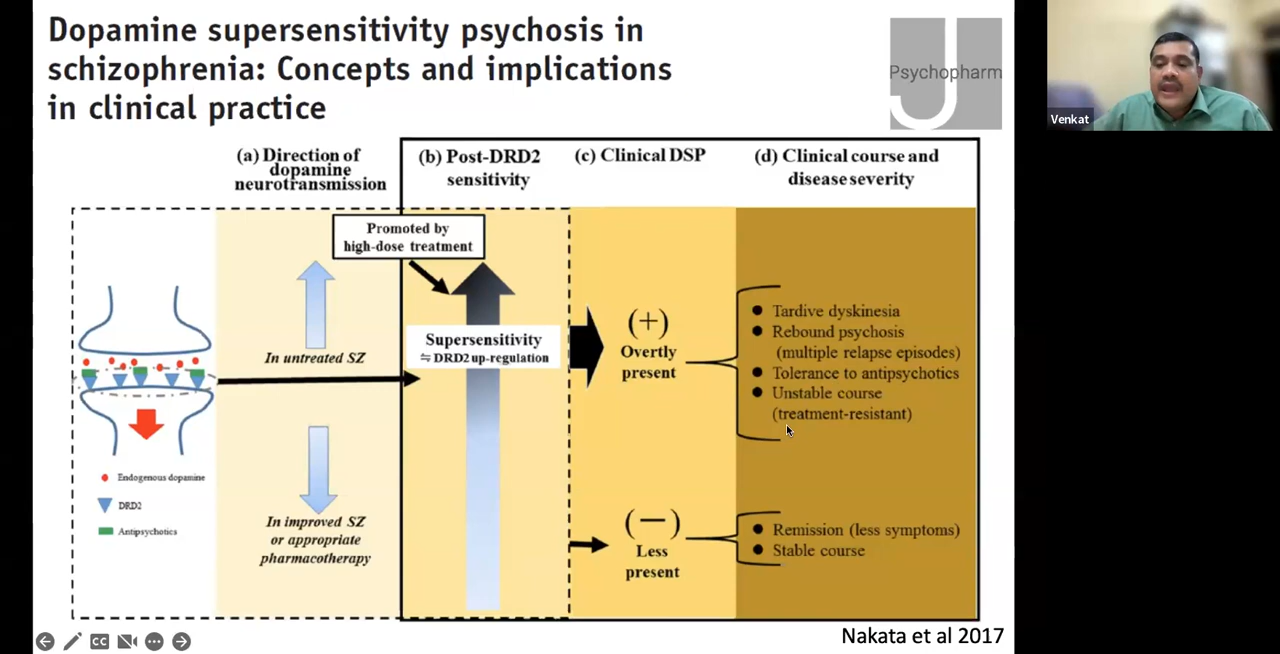 Dopamine supersensitivity psychosis in
schizophrenia: Concepts and implications
in clinical practice
Psychopharm
Venkat
(a) Direction of
dopamine
neurotransmission
(b) Post-DRD2
sensitivity
(c) Clinical DSP
(d) Clinical course and
disease severity
Promoted by
high-dose treatment
In untreated SZ
Supersensitivity
≒ DRD2 up-regulation
(+)
Overtly
present
● Tardive dyskinesia
● Rebound psychosis
(multiple relapse episodes)
● Tolerance to antipsychotics
● Unstable course
(treatment-resistant)
Endogenous dopamine
DRD2
Antipsychotics
In improved SZ
or appropriate
pharmacotherapy
(−)
Less
present
● Remission (less symptoms)
● Stable course
Nakata et al 2017
CC